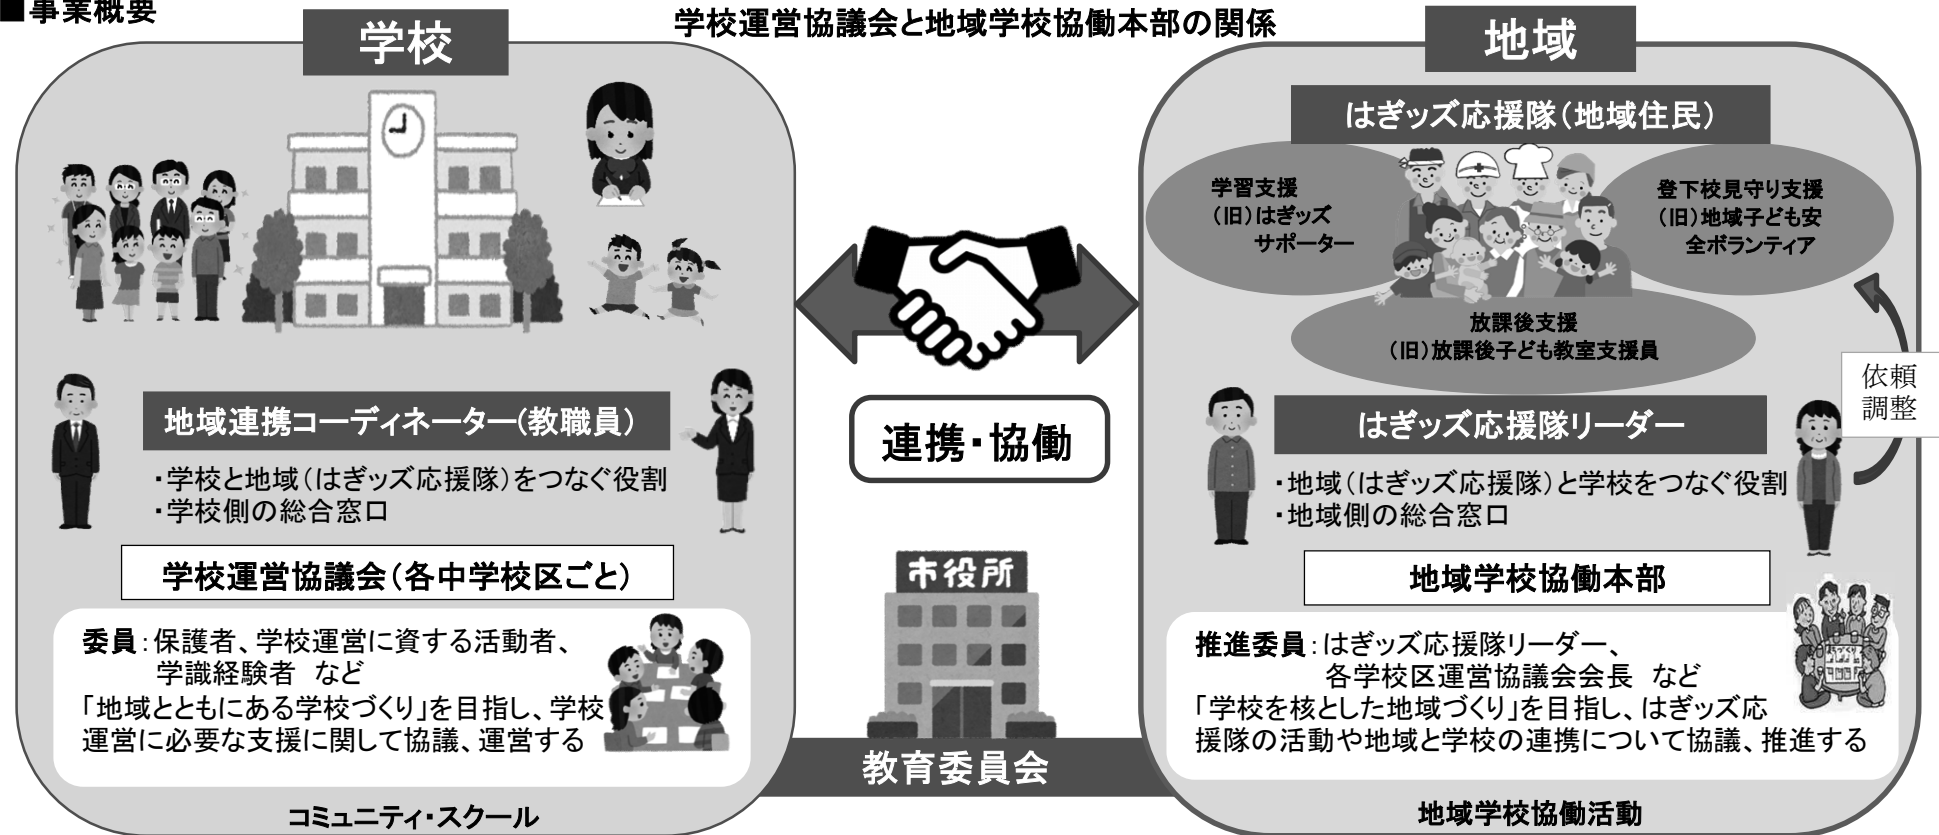 ■事業概要
学校運営協議会と地域学校協働本部の関係
学校
地域連携コーディネーター(教職員)
・学校と地域(はぎッズ応援隊)をつなぐ役割
・学校側の総合窓口
学校運営協議会(各中学校区ごと)
委員:保護者、学校運営に資する活動者、
学識経験者 など
「地域とともにある学校づくり」を目指し、学校
運営に必要な支援に関して協議、運営する
コミュニティ・スクール
連携・協働
市役所
教育委員会
地域
はぎッズ応援隊(地域住民)
学習支援
(旧)はぎッズ
サポーター
登下校見守り支援
(旧)地域子ども安
全ボランティア
放課後支援
(旧)放課後子ども教室支援員
依頼
調整
はぎッズ応援隊リーダー
・地域(はぎッズ応援隊)と学校をつなぐ役割
・地域側の総合窓口
地域学校協働本部
推進委員:はぎッズ応援隊リーダー、
各学校区運営協議会会長 など
「学校を核とした地域づくり」を目指し、はぎッズ応
援隊の活動や地域と学校の連携について協議、推進する
地域学校協働活動